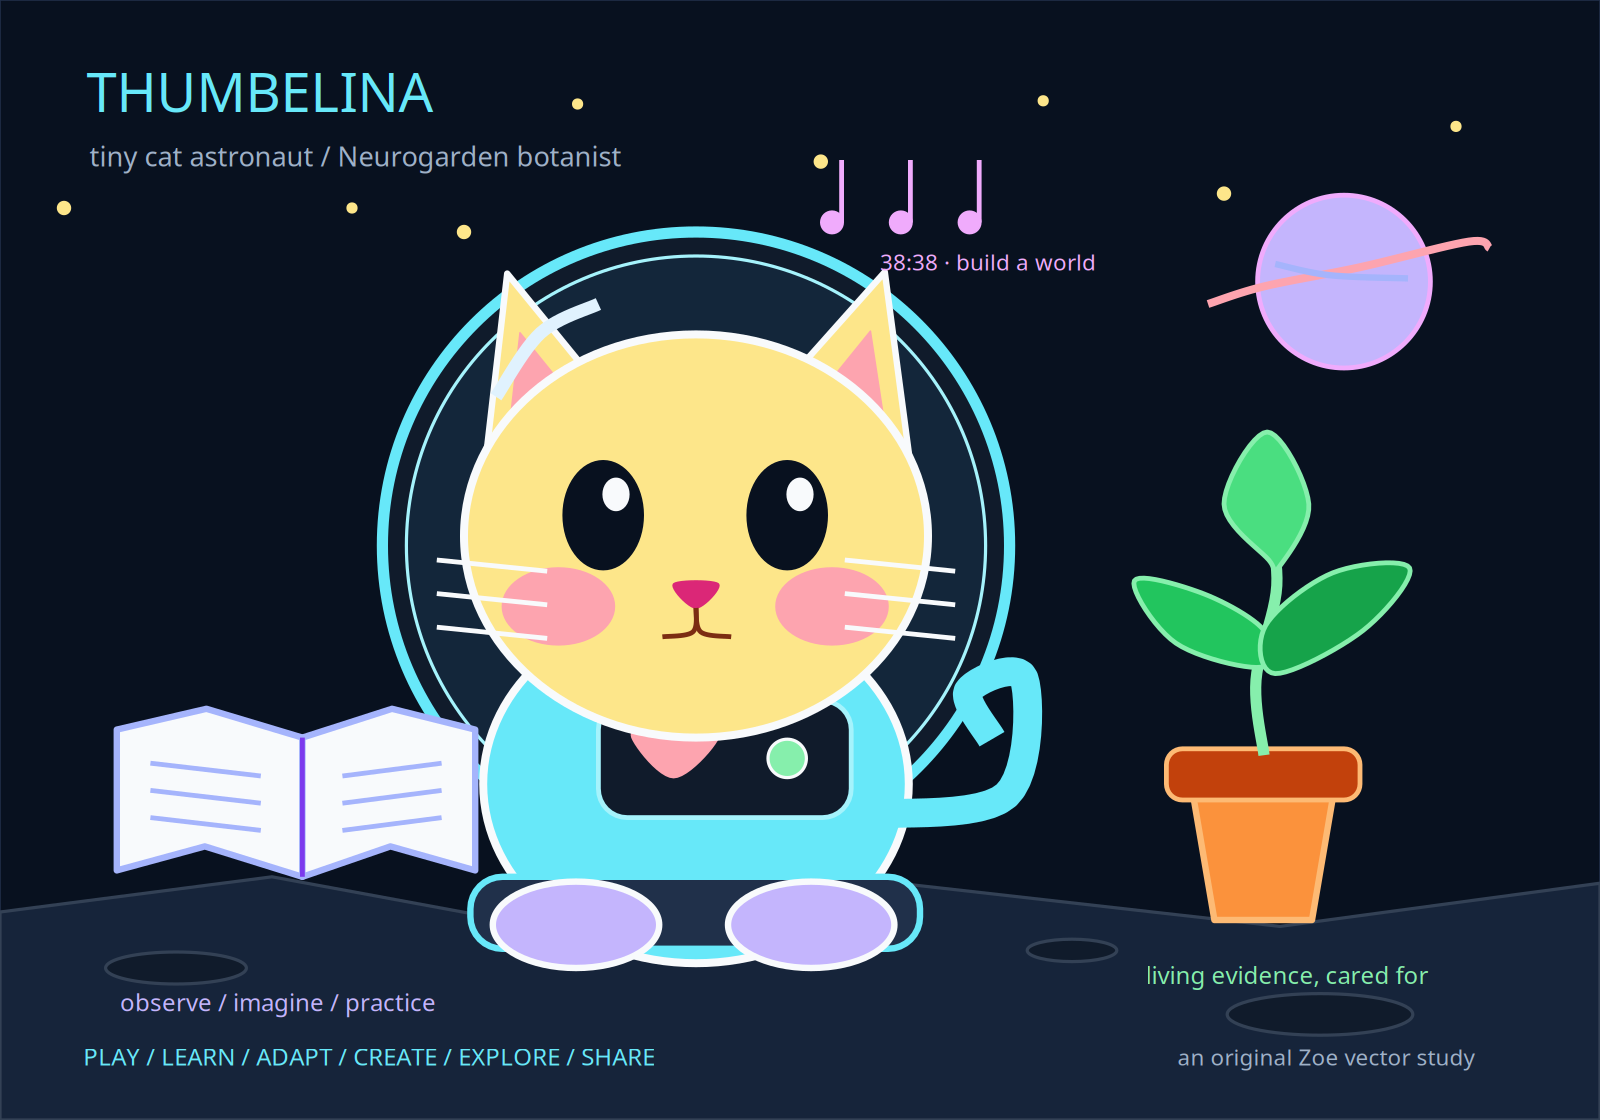 THUMBELINA
tiny cat astronaut / Neurogarden botanist
38:38 · build a world
living evidence, cared for
observe / imagine / practice
PLAY / LEARN / ADAPT / CREATE / EXPLORE / SHARE
an original Zoe vector study